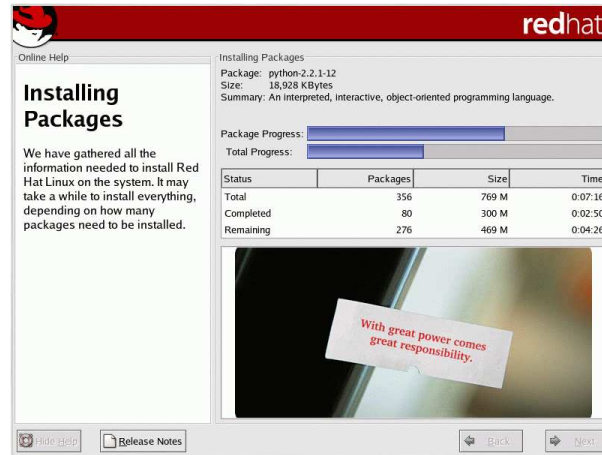 redhat
Online Help
Installing
Packages
We have gathered all the
information needed to install Red
Hat Linux on the system. It may
take a while to install everything,
depending on how many
packages need to be installed.
Installing Packages
Package: python-2.2.1-12
Size: 18,928 KBytes
Summary: An interpreted, interactive, object-oriented programming language.
Package Progress:
Total Progress:
Status Packages Size Time
Total 356 769 M 0:07:16
Completed 80 300 M 0:02:50
Remaining 276 469 M 0:04:26
With great power comes
great responsibility.
Hide Help Release Notes Back Next